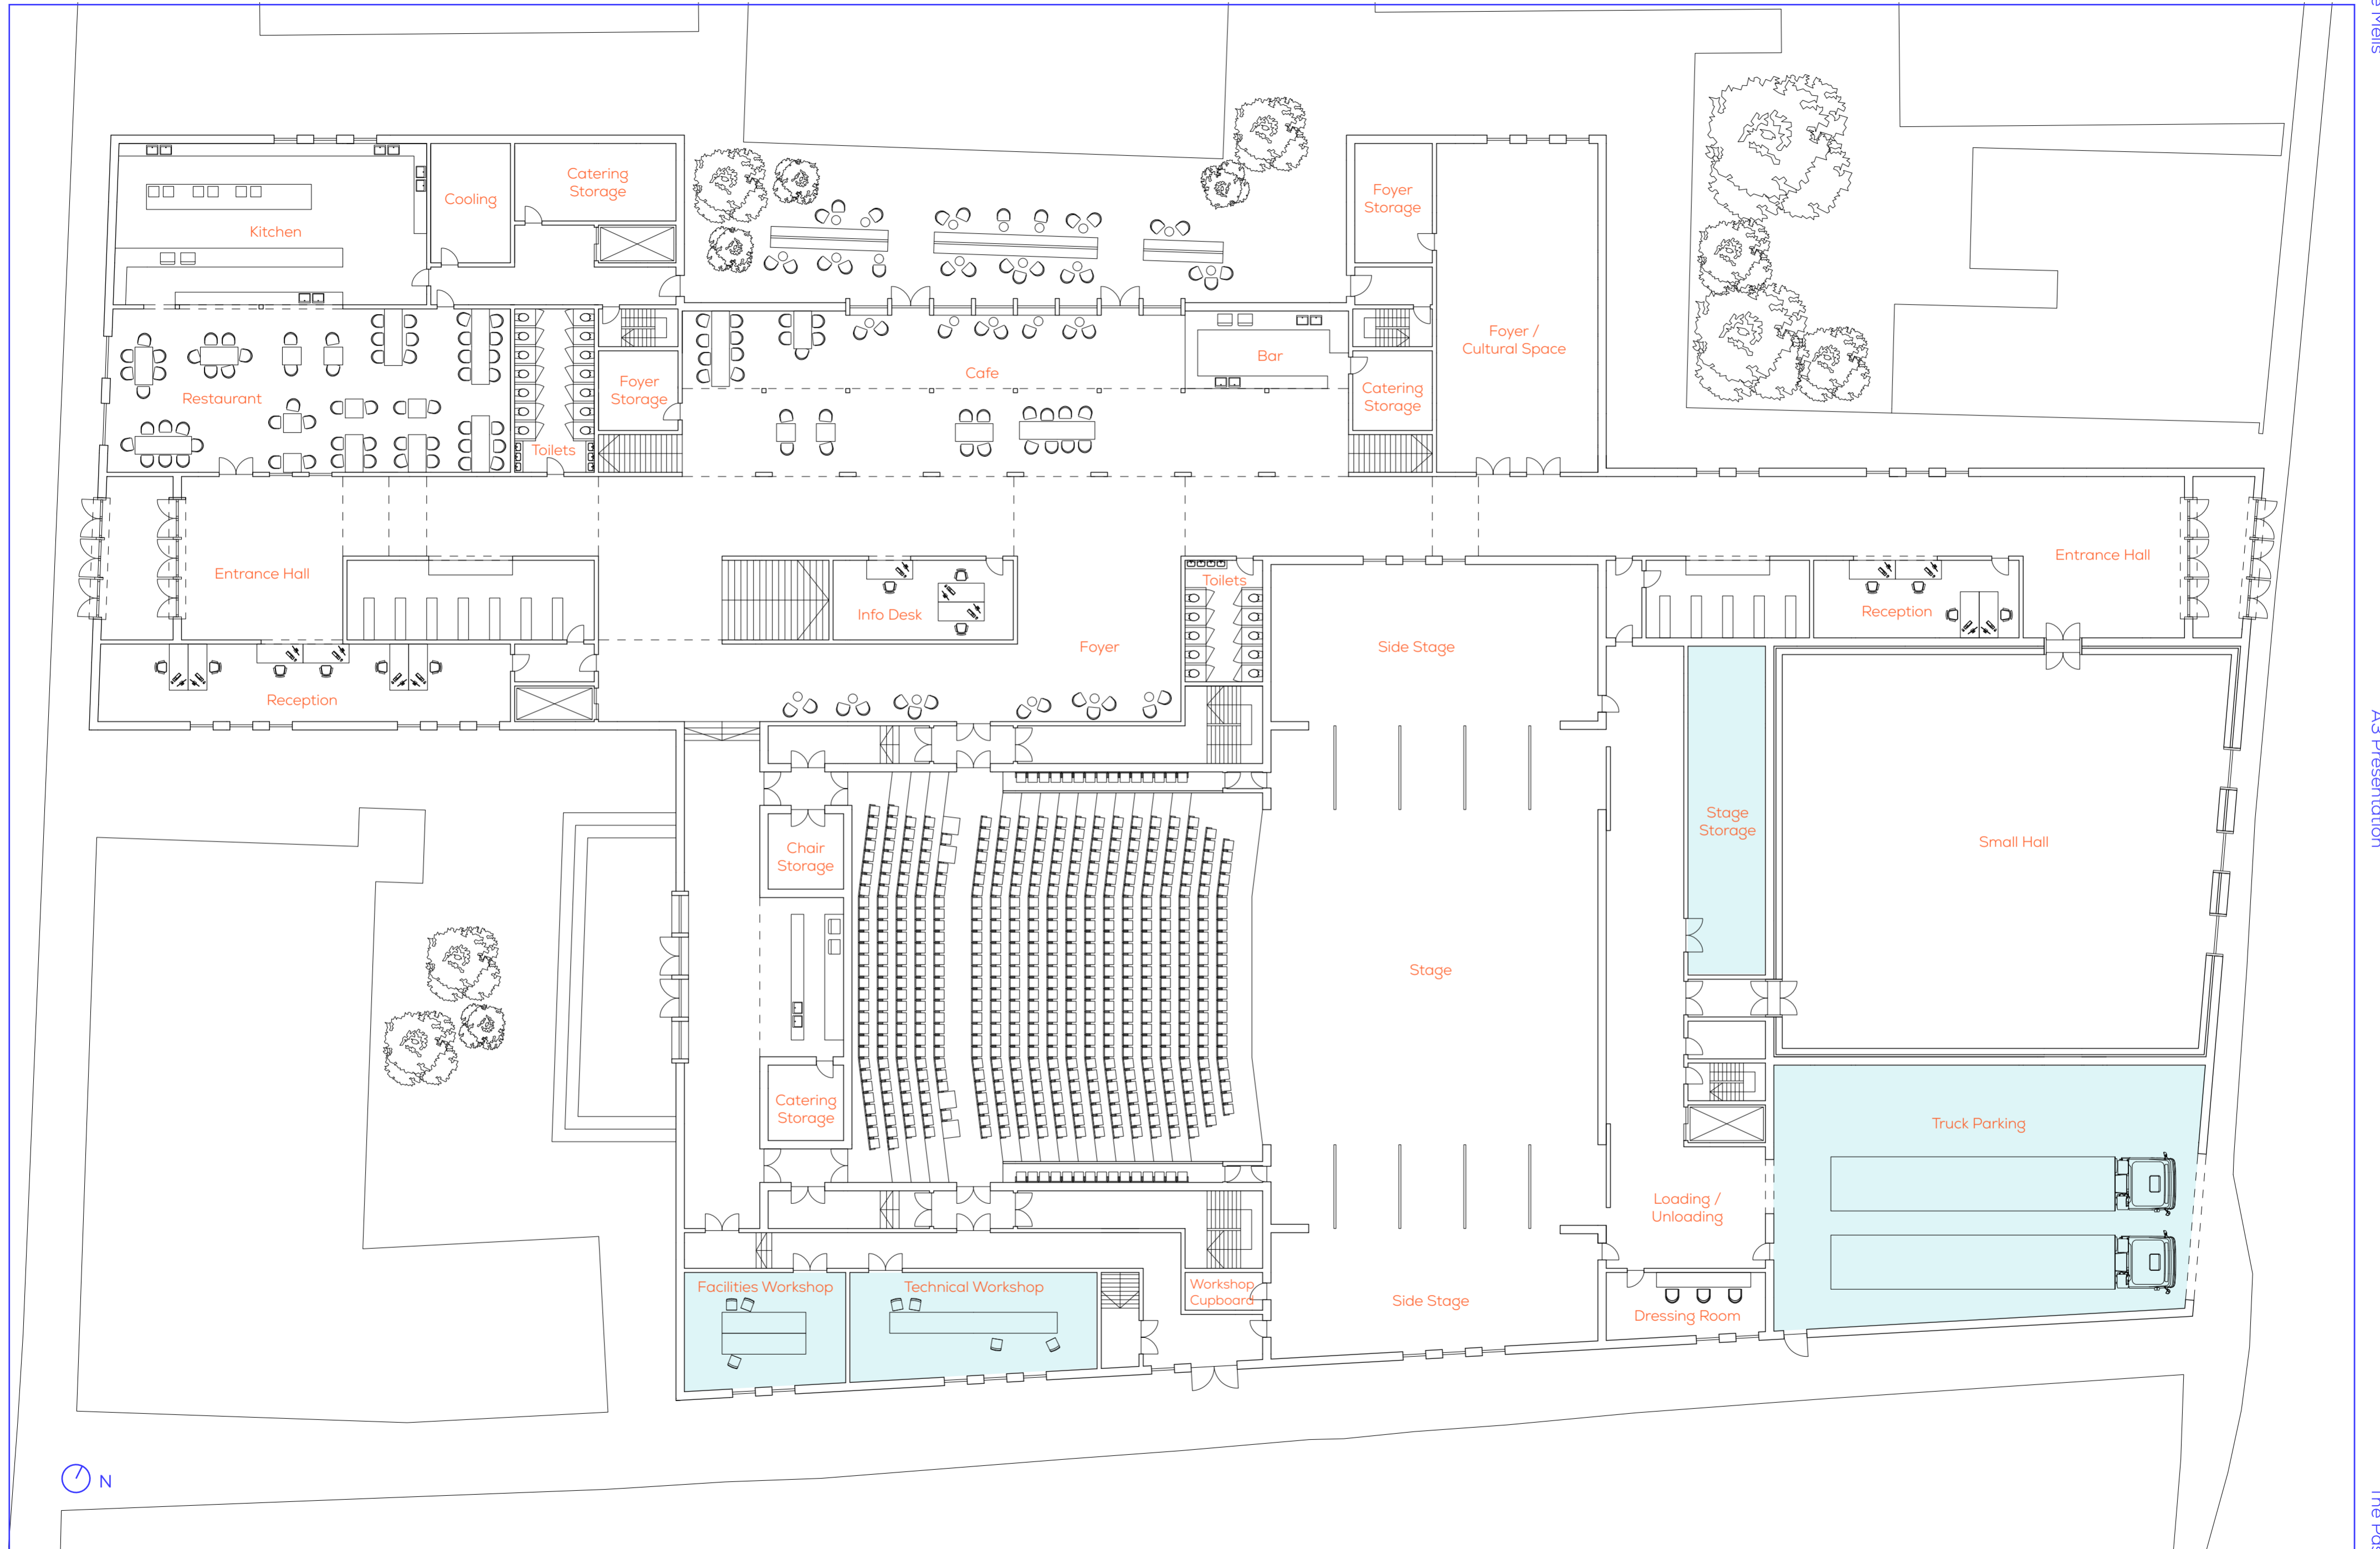 Kitchen
Cooling
Catering
Storage
Foyer
Storage
Foyer /
Cultural Space
Restaurant
Toilets
Foyer
Storage
Cafe
Bar
Catering
Storage
Entrance Hall
Info Desk
Toilets
Foyer
Side Stage
Reception
Entrance Hall
Reception
Chair
Storage
Stage
Storage
Small Hall
Stage
Catering
Storage
Truck Parking
Loading /
Unloading
Facilities Workshop
Technical Workshop
Workshop
Cupboard
Side Stage
Dressing Room
N
A3 Presentation